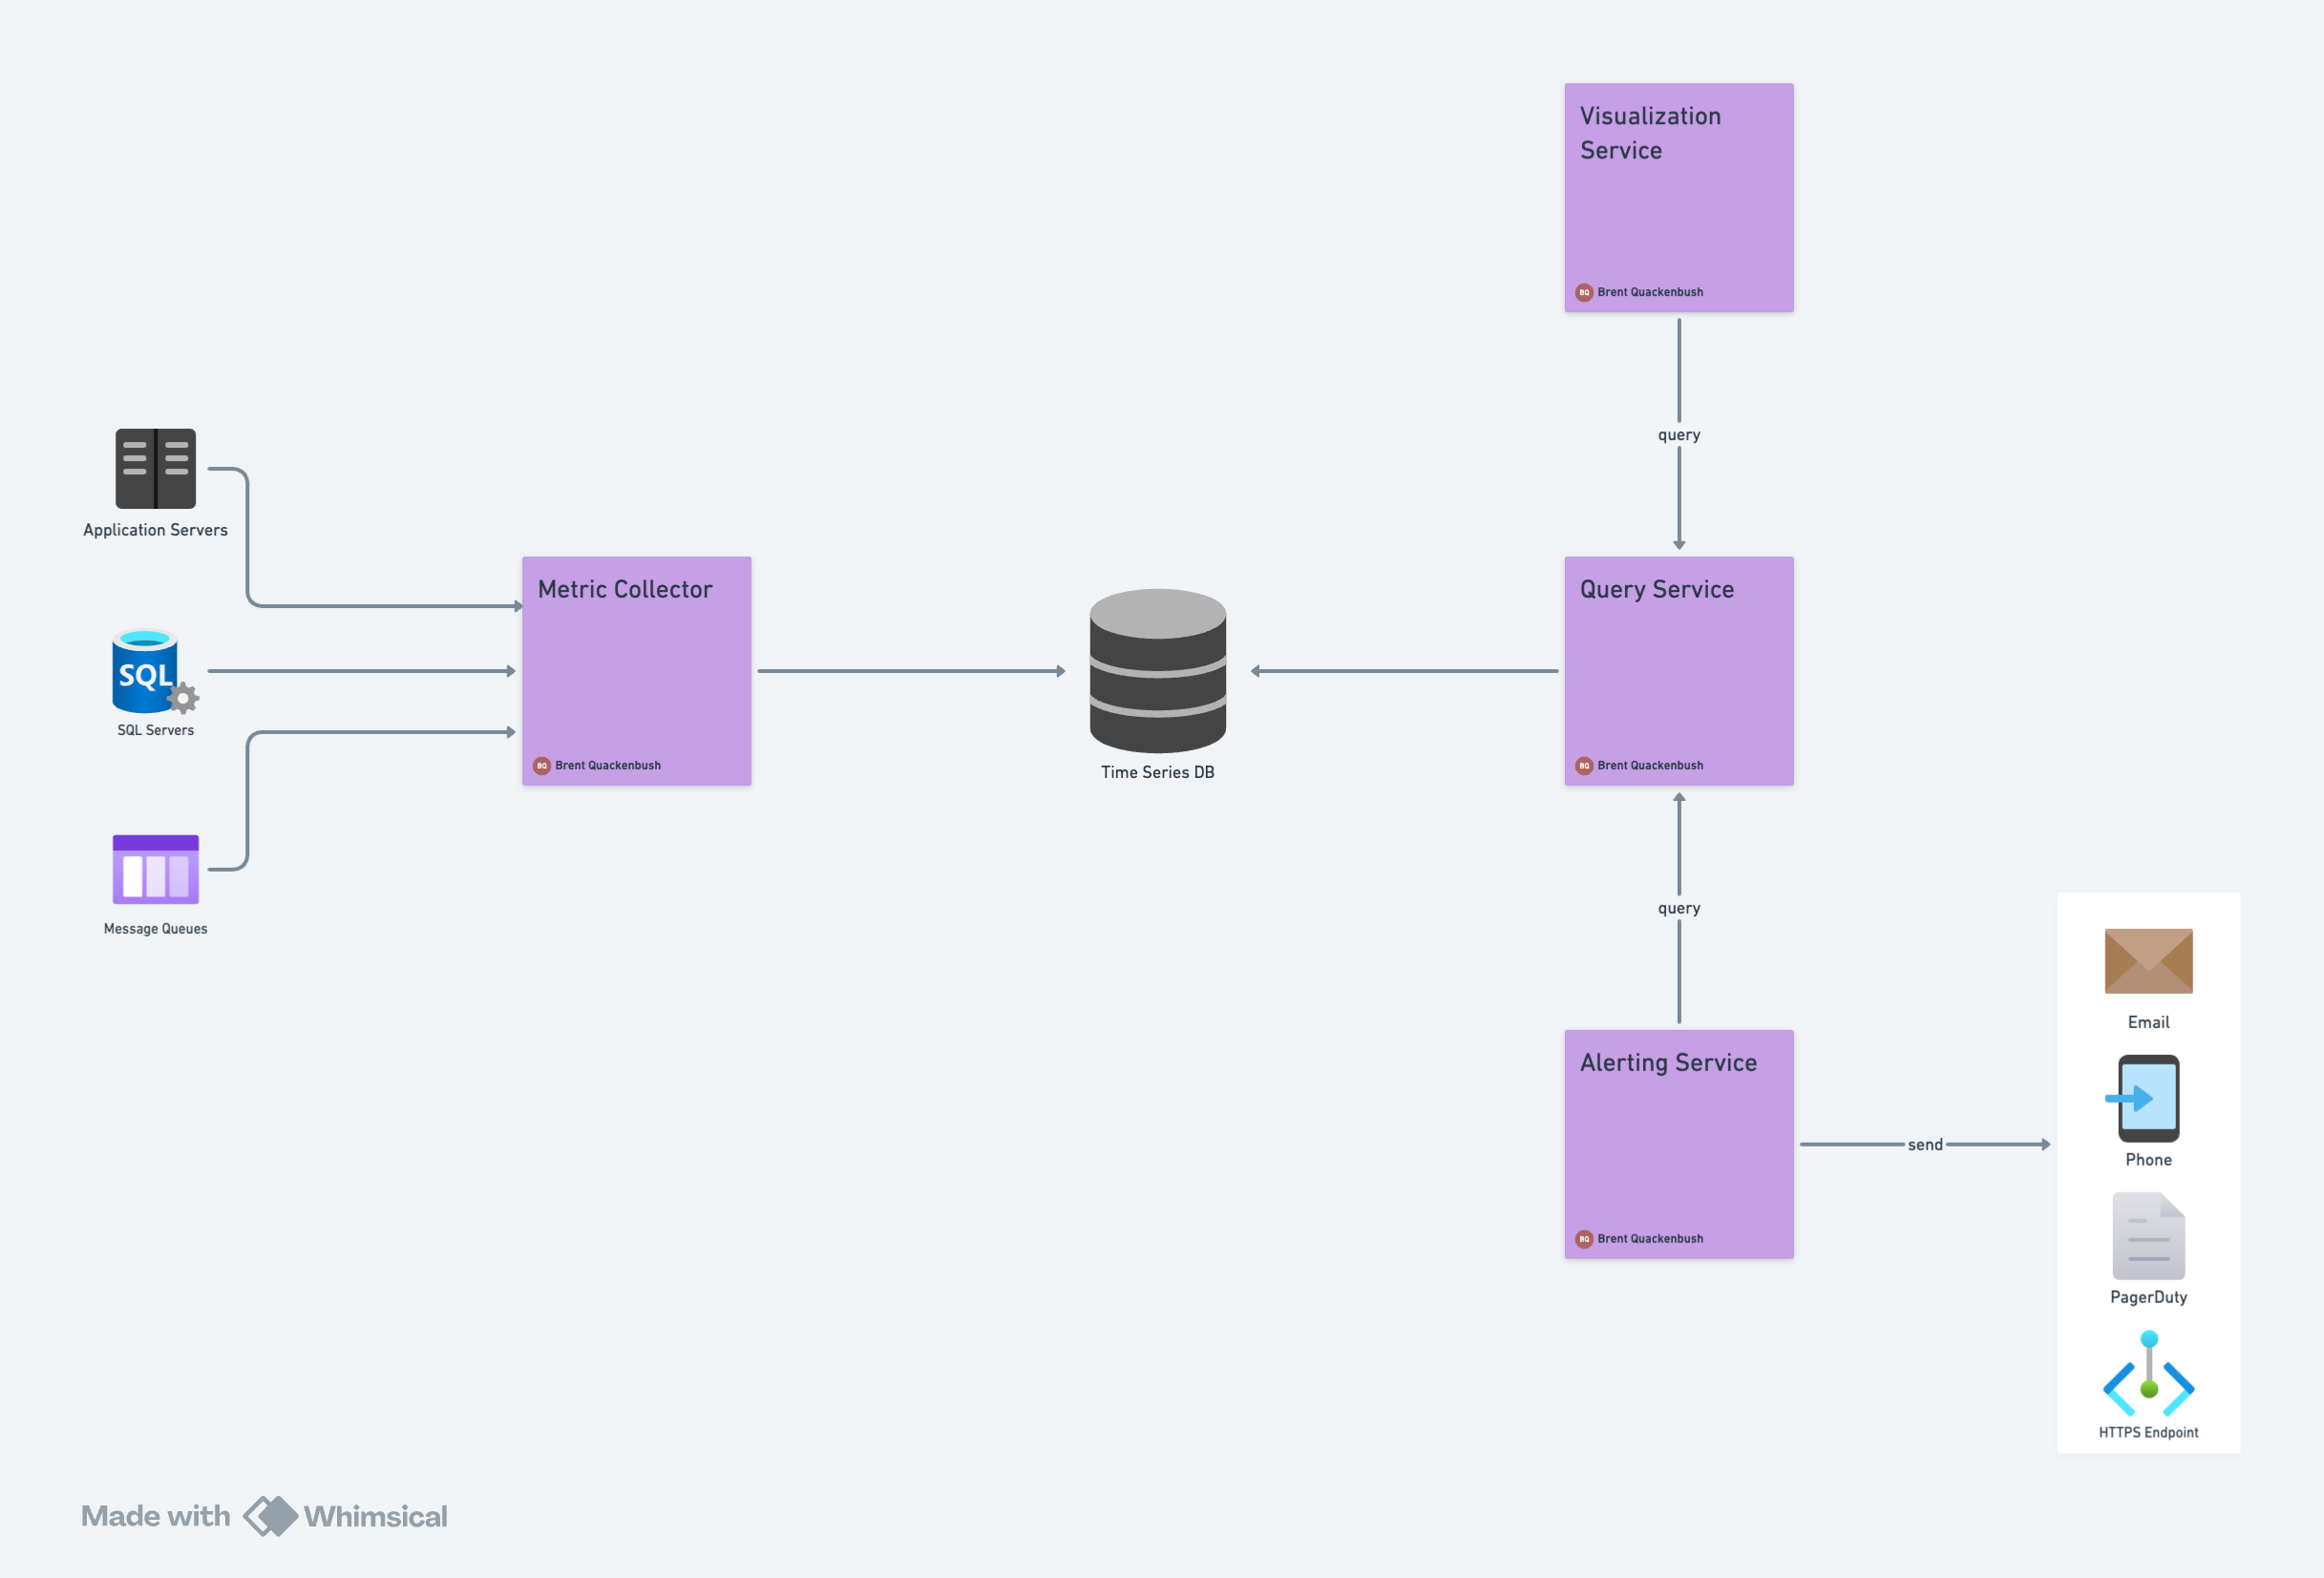 Visualization
Service
BQ Brent Quackenbush
query
Application Servers
SQL
SQL Servers
Message Queues
Metric Collector
BQ Brent Quackenbush
Time Series DB
Query Service
BQ Brent Quackenbush
query
Alerting Service
BQ Brent Quackenbush
send
Email
Phone
PagerDuty
HTTPS Endpoint
Made with Whimsical